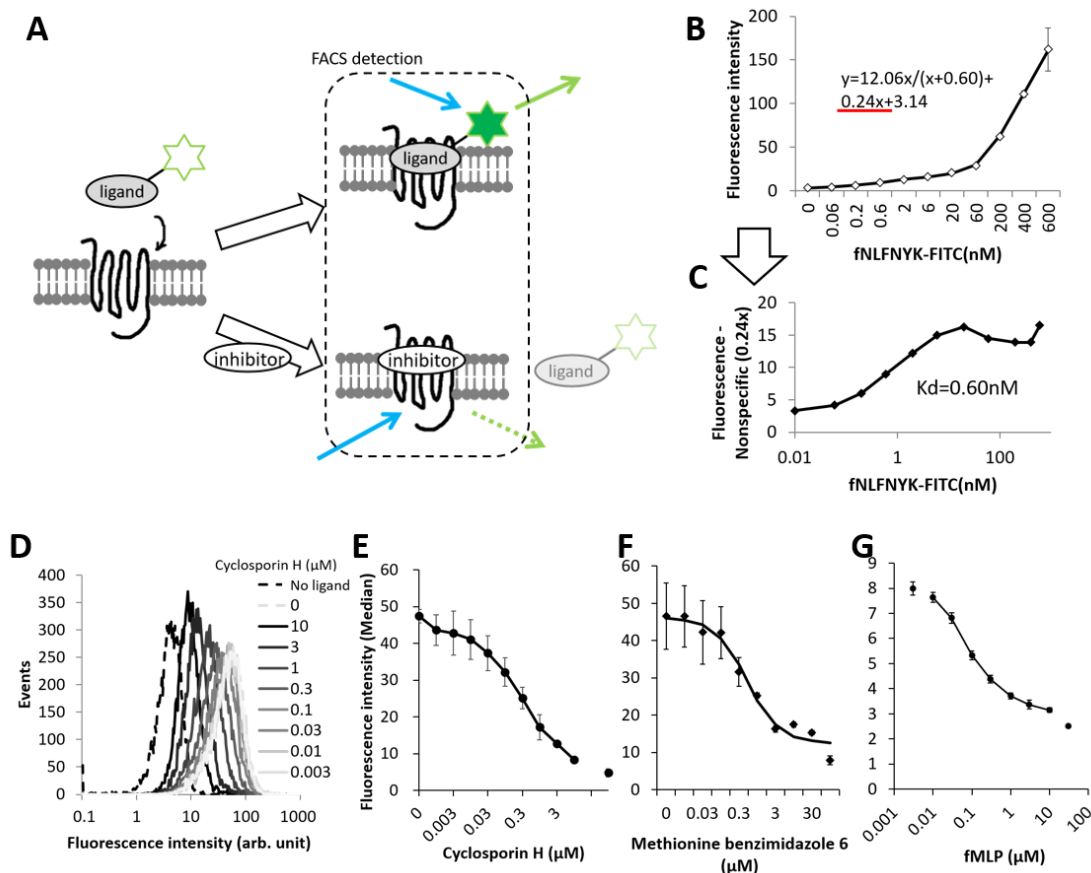 A
FACS detection
ligand
ligand
inhibitor
inhibitor
ligand
B
Fluorescence intensity
200
150
100
50
0
y=12.06x/(x+0.60)+
0.24x+3.14
0
0.06
0.2
0.6
2
6
20
60
200
400
600
fNLFNYK-FITC(nM)
C
Fluorescence -
Nonspecific (0.24x)
20
15
10
5
0
Kd=0.60nM
0.01
1
100
fNLFNYK-FITC(nM)
D
Cyclosporin H (μM)
No ligand
0
10
3
1
0.3
0.1
0.03
0.01
0.003
Events
400
350
300
250
200
150
100
50
0
0.1
1
10
100
1000
Fluorescence intensity (arb. unit)
E
Fluorescence intensity (Median)
60
50
40
30
20
10
0
0
0.003
0.03
0.3
3
Cyclosporin H (μM)
F
60
50
40
30
20
10
0
0
0.03
0.3
3
30
Methionine benzimidazole 6
(μM)
G
9
8
7
6
5
4
3
2
1
0
0.001
0.01
0.1
1
10
100
fMLP (μM)